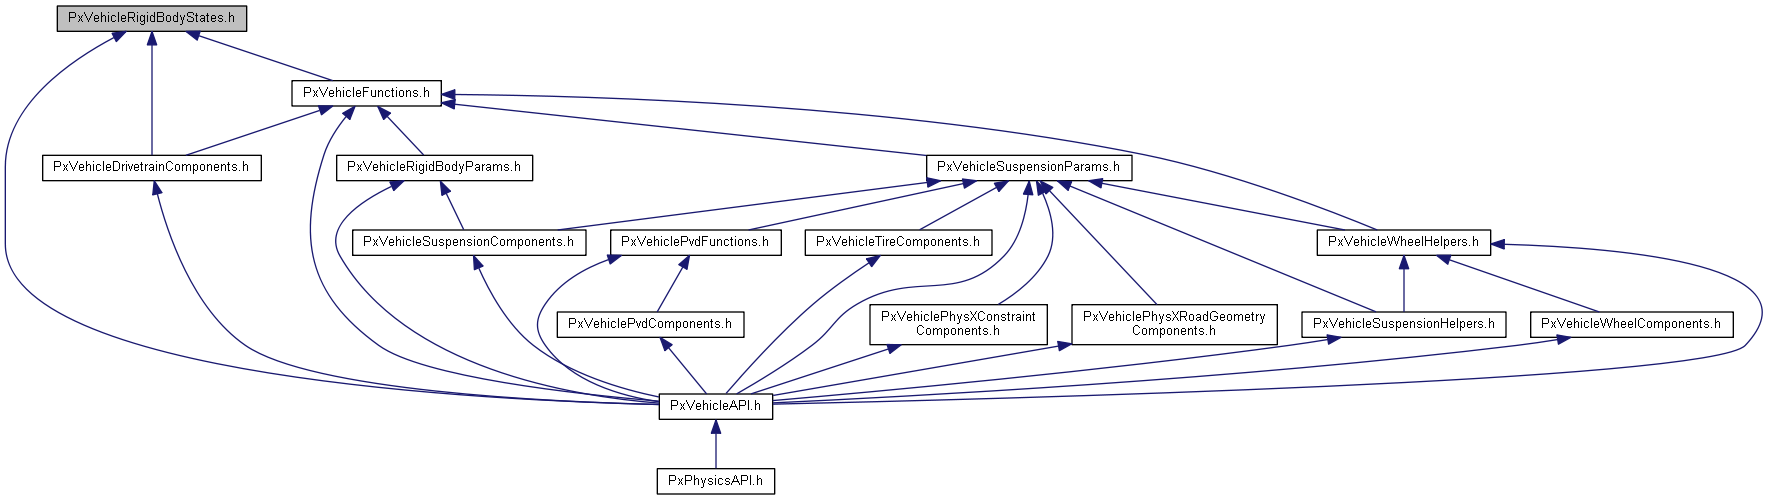 PxVehicleRigidBodyStates.h
PxVehicleFunctions.h
PxVehicleDrivetrainComponents.h
PxVehicleRigidBodyParams.h
PxVehicleSuspensionParams.h
PxVehicleSuspensionComponents.h
PxVehiclePvdFunctions.h
PxVehicleTireComponents.h
PxVehicleWheelHelpers.h
PxVehiclePvdComponents.h
PxVehiclePhysXConstraint
Components.h
PxVehiclePhysXRoadGeometry
Components.h
PxVehicleSuspensionHelpers.h
PxVehicleWheelComponents.h
PxVehicleAPI.h
PxPhysicsAPI.h